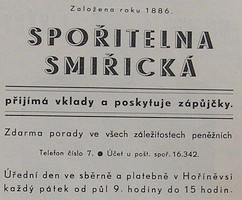 Založena roku 1886.
SPOŘITELNA
SMIŘICKÁ
přijímá vklady a poskytuje zápůjčky.
Zdarma porady ve všech záležitostech peněžních
Telefon číslo 7. ● Účet u pošt. spoř. 16.342.
Úřední den ve sběrně a platebně v Hořiněvsi
každý pátek od půl 9. hodiny do 15 hodin.